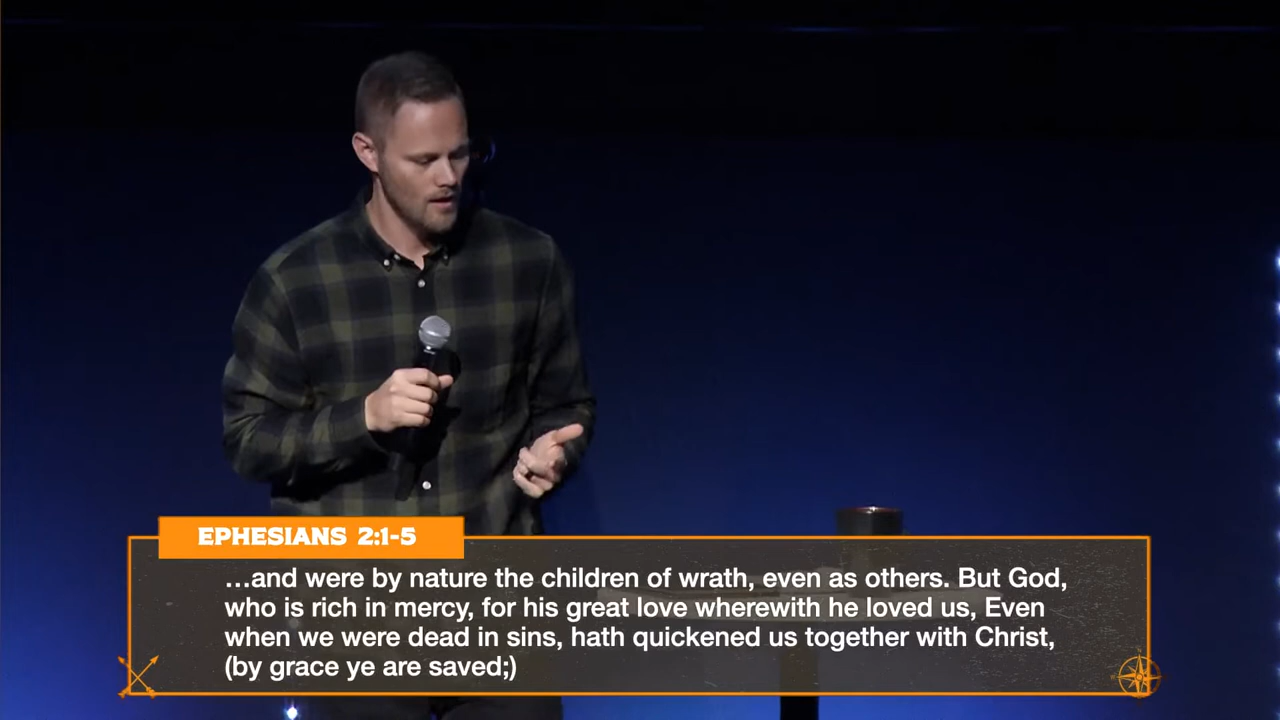 EPHESIANS 2:1-5
…and were by nature the children of wrath, even as others. But God,
who is rich in mercy, for his great love wherewith he loved us, Even
when we were dead in sins, hath quickened us together with Christ,
(by grace ye are saved;)